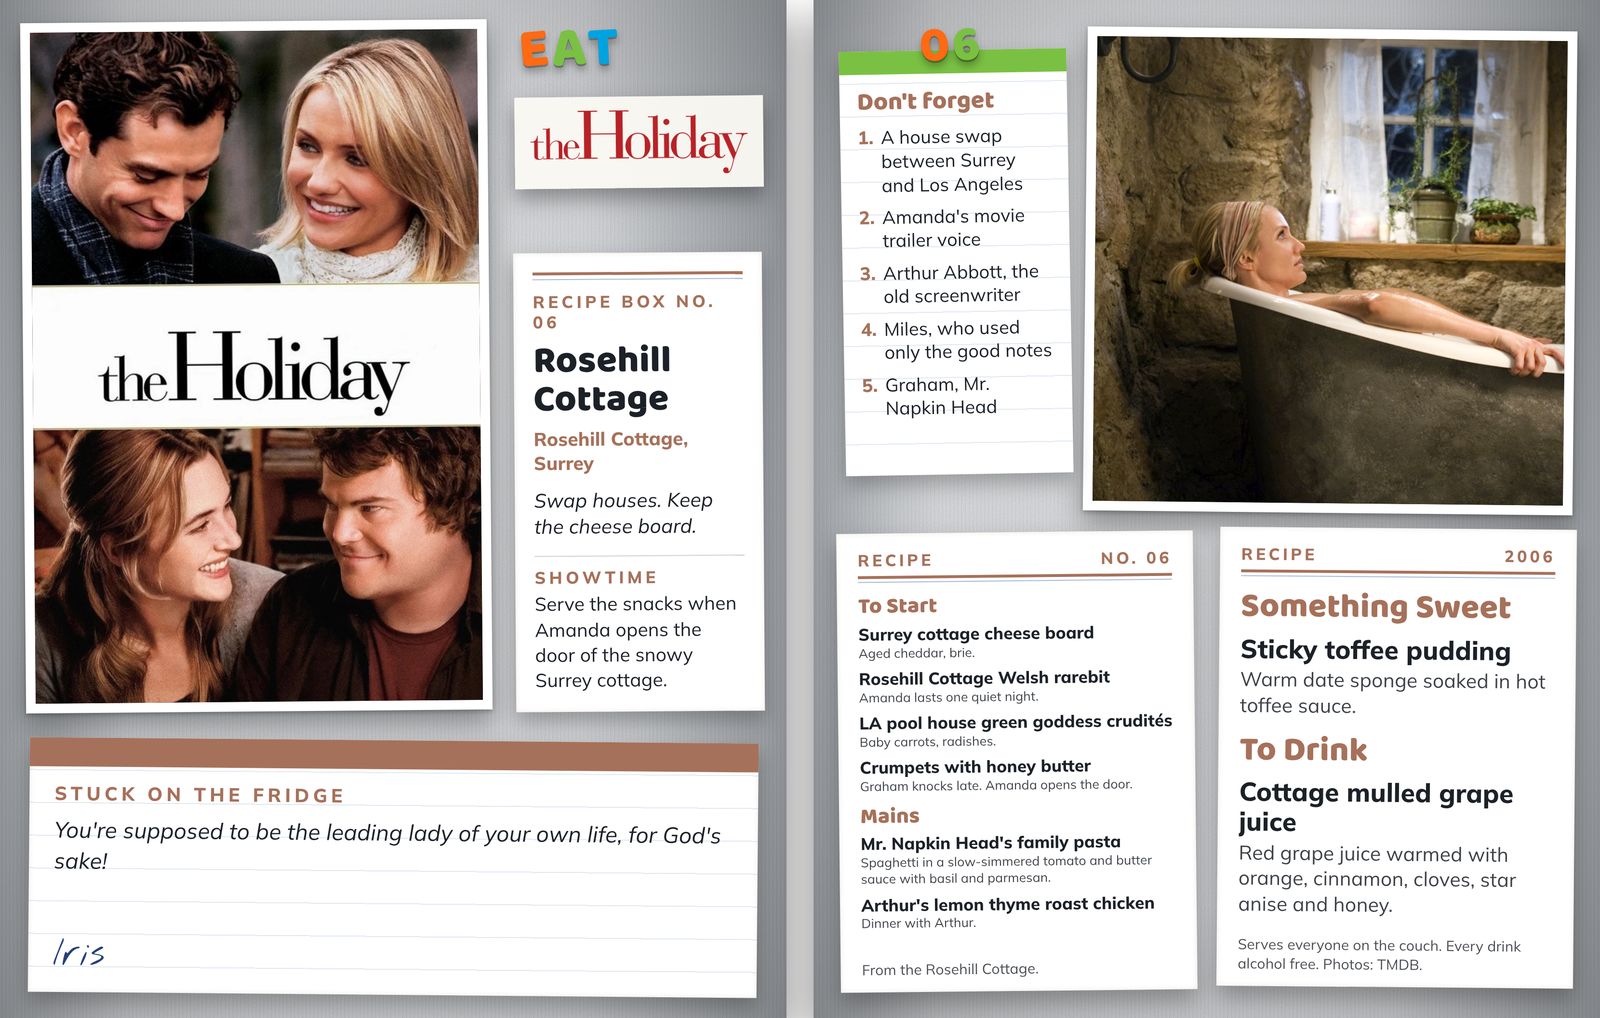 the Holiday
EAT
the Holiday
RECIPE BOX NO.
06
Rosehill
Cottage
Rosehill Cottage,
Surrey
Swap houses. Keep
the cheese board.
SHOWTIME
Serve the snacks when
Amanda opens the
door of the snowy
Surrey cottage.
STUCK ON THE FRIDGE
You're supposed to be the leading lady of your own life, for God's
sake!
Iris
06
Don't forget
1. A house swap
between Surrey
and Los Angeles
2. Amanda's movie
trailer voice
3. Arthur Abbott, the
old screenwriter
4. Miles, who used
only the good notes
5. Graham, Mr.
Napkin Head
RECIPE NO. 06
To Start
Surrey cottage cheese board
Aged cheddar, brie.
Rosehill Cottage Welsh rarebit
Amanda lasts one quiet night.
LA pool house green goddess crudités
Baby carrots, radishes.
Crumpets with honey butter
Graham knocks late. Amanda opens the door.
Mains
Mr. Napkin Head's family pasta
Spaghetti in a slow-simmered tomato and butter
sauce with basil and parmesan.
Arthur's lemon thyme roast chicken
Dinner with Arthur.
From the Rosehill Cottage.
RECIPE 2006
Something Sweet
Sticky toffee pudding
Warm date sponge soaked in hot
toffee sauce.
To Drink
Cottage mulled grape
juice
Red grape juice warmed with
orange, cinnamon, cloves, star
anise and honey.
Serves everyone on the couch. Every drink
alcohol free. Photos: TMDB.